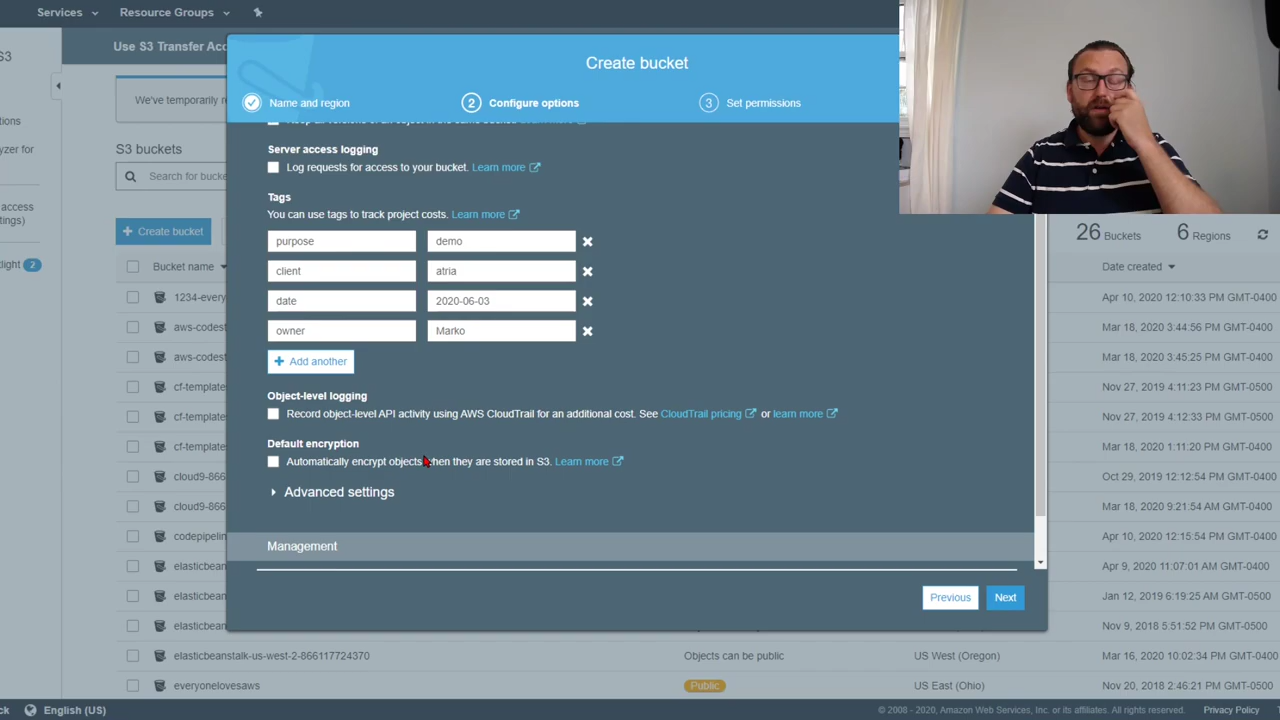 Services
Resource Groups
S3
Use S3 Transfer Acc
Create bucket
Name and region
2 Configure options
3 Set permissions
We've temporarily r
Server access logging
Log requests for access to your bucket. Learn more
Tags
You can use tags to track project costs. Learn more
purpose demo
client atria
date 2020-06-03
owner Marko
+ Add another
Object-level logging
Record object-level API activity using AWS CloudTrail for an additional cost. See CloudTrail pricing or learn more
Default encryption
Automatically encrypt objects when they are stored in S3. Learn more
Advanced settings
Management
Previous
Next
tions
yzer for
access
tings)
tlight 2
S3 buckets
Search for bucke
+ Create bucket
26 Buckets
6 Regions
Bucket name
Date created
1234-every Apr 10, 2020 12:10:33 PM GMT-0400
aws-codest Mar 18, 2020 3:44:56 PM GMT-0400
aws-codest Mar 18, 2020 3:45:25 PM GMT-0400
cf-template Nov 27, 2019 4:11:23 PM GMT-0500
cf-template Nov 27, 2019 4:12:17 PM GMT-0500
cf-template Mar 18, 2020 1:11:20 PM GMT-0400
cloud9-866 Oct 29, 2019 12:12:54 PM GMT-0400
cloud9-866 Mar 18, 2020 9:21:54 AM GMT-0400
codepipelin Apr 10, 2020 12:15:54 PM GMT-0400
elasticbean Apr 9, 2020 11:07:01 AM GMT-0400
elasticbean Jan 12, 2019 6:19:25 AM GMT-0500
elasticbean Nov 9, 2018 5:51:52 PM GMT-0500
elasticbeanstalk-us-west-2-866117724370 Objects can be public US West (Oregon) Mar 16, 2020 10:02:34 PM GMT-0400
everyonelovesaws Public US East (Ohio) Nov 20, 2018 2:46:21 PM GMT-0500
ck English (US) © 2008 - 2020, Amazon Web Services, Inc. or its affiliates. All rights reserved. Privacy Policy